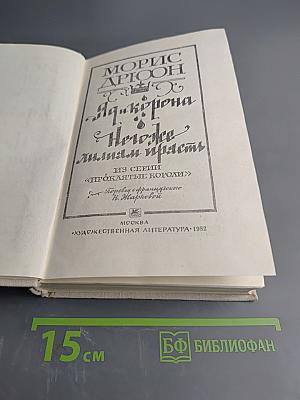 МОРИС
ДРЮОН
Яд и корона
Негоже
лилиям прясть
ИЗ СЕРИИ
«ПРОКЛЯТЫЕ КОРОЛИ»
Перевод с французского
Н. Жарковой
МОСКВА
«ХУДОЖЕСТВЕННАЯ ЛИТЕРАТУРА» · 1982
15 см
БФ БИБЛИОФАН